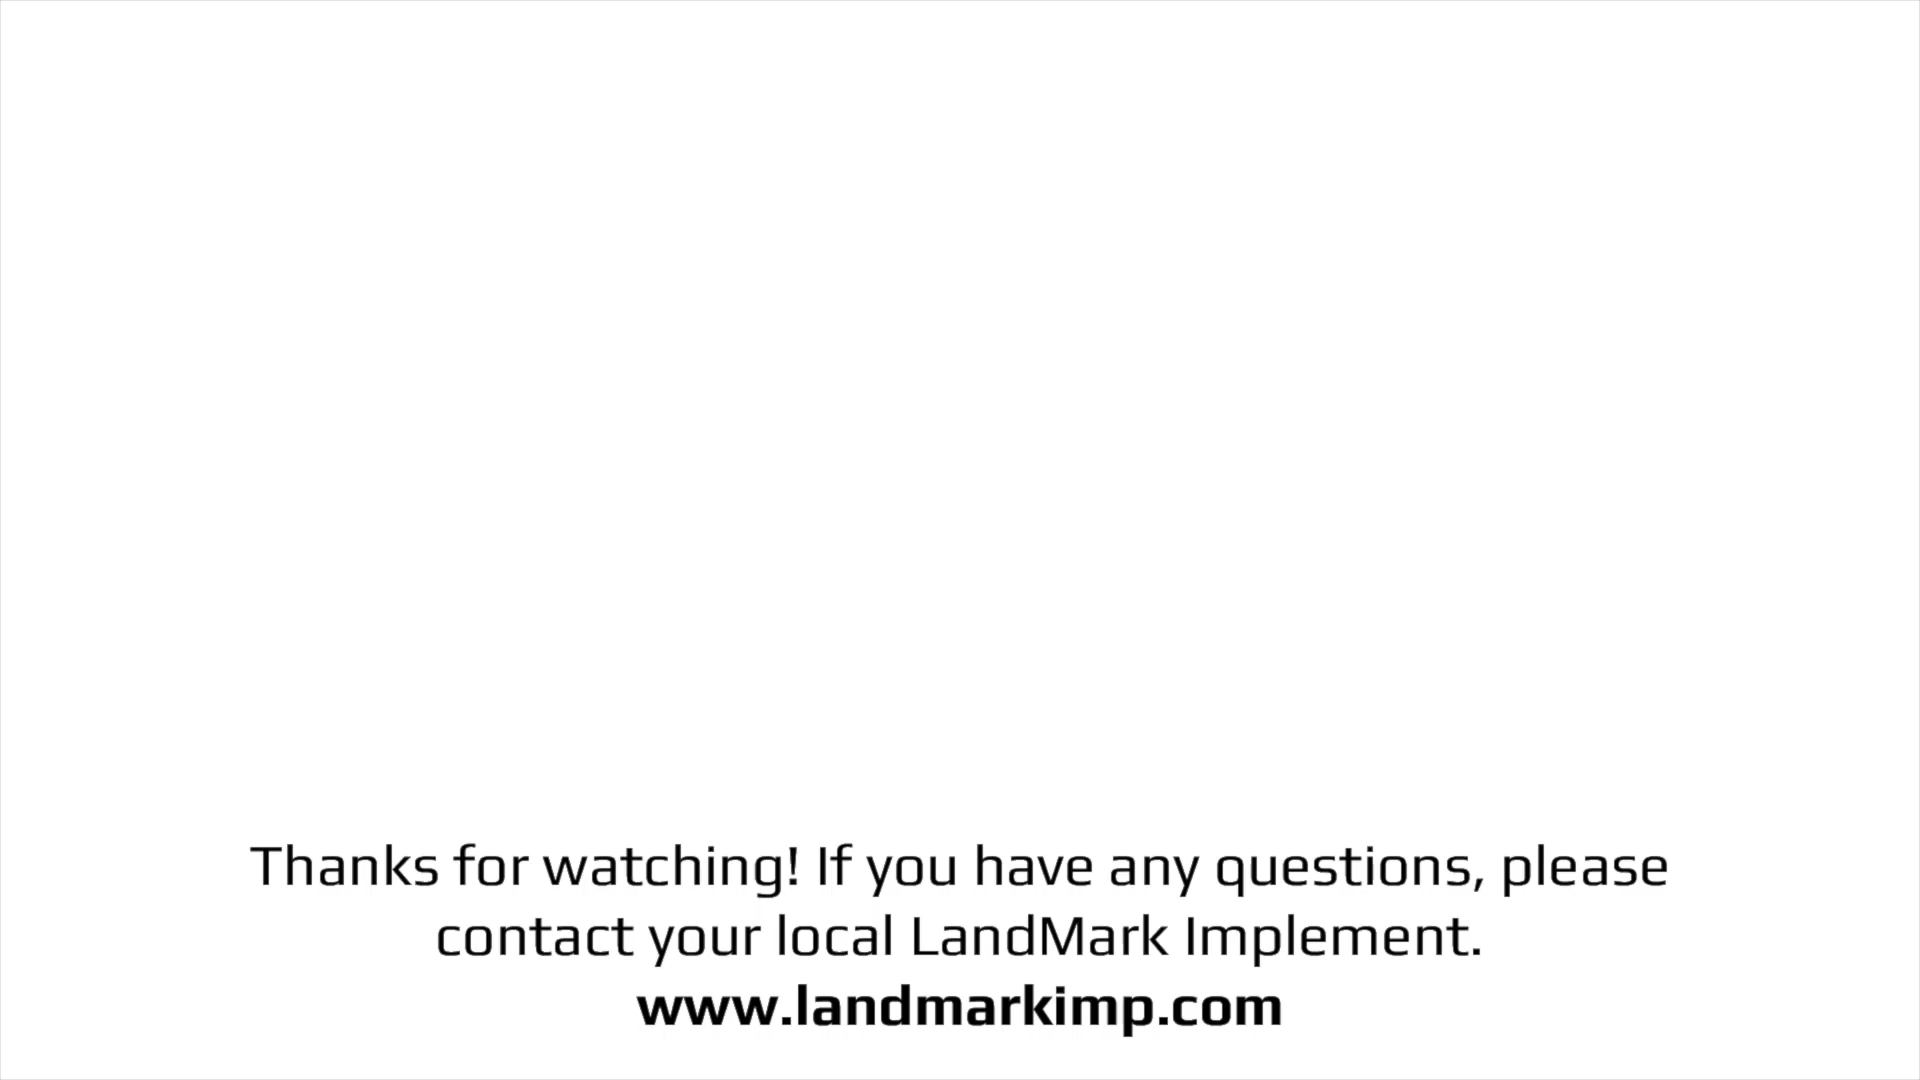 Thanks for watching! If you have any questions, please
contact your local LandMark Implement.
www.landmarkimp.com